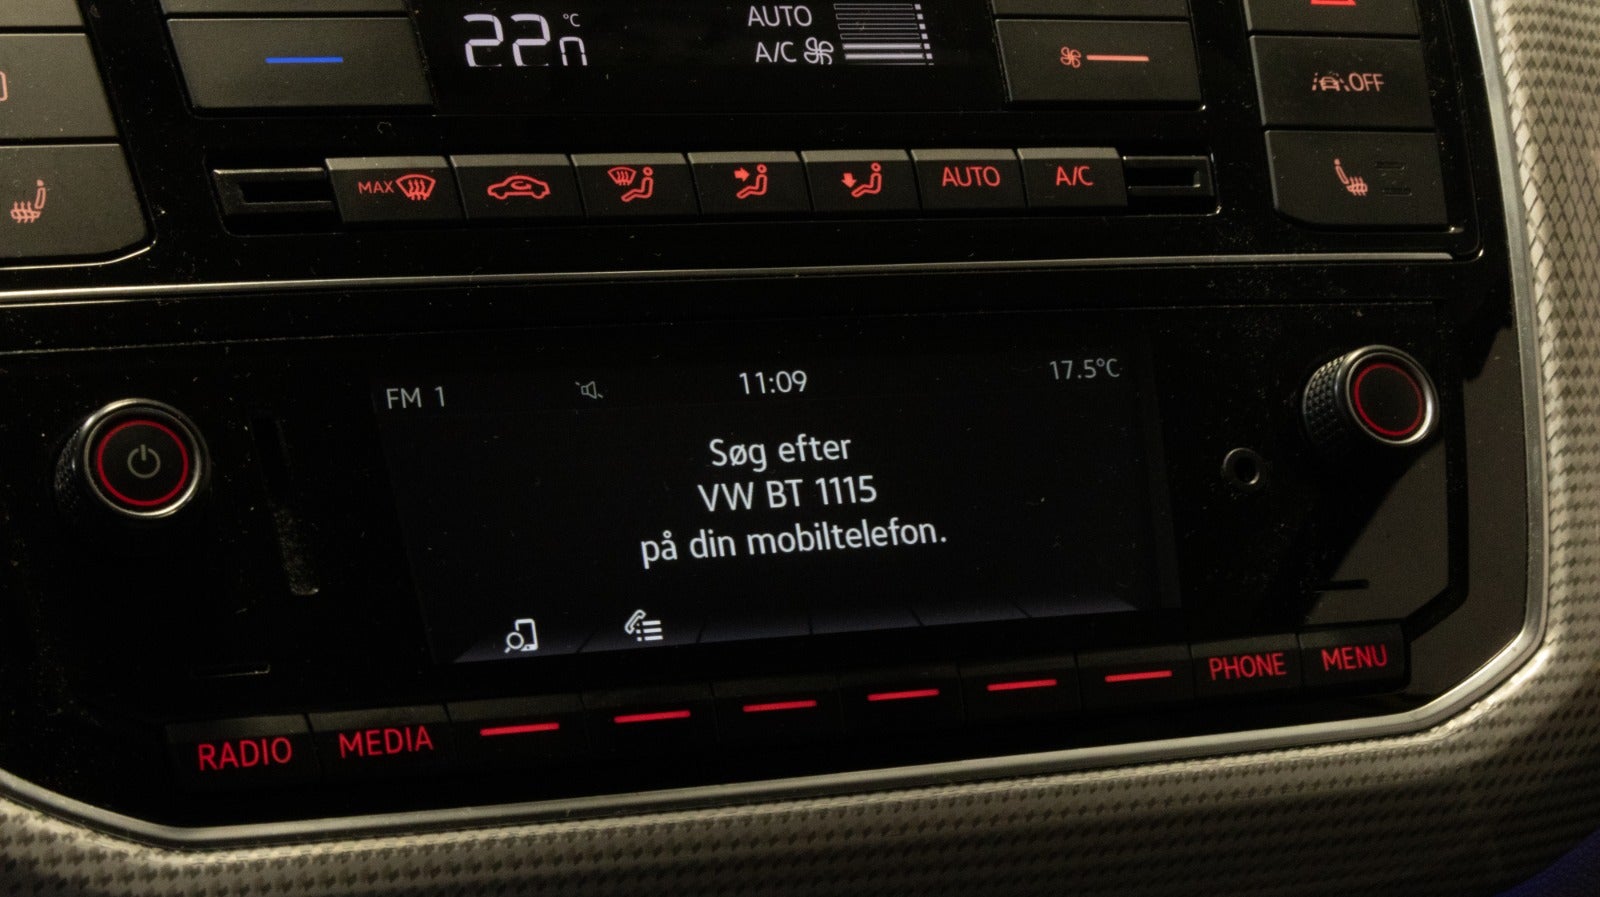 22 °C
AUTO
A/C
OFF
MAX
AUTO
A/C
FM 1
11:09
17.5°C
Søg efter
VW BT 1115
på din mobiltelefon.
RADIO
MEDIA
PHONE
MENU